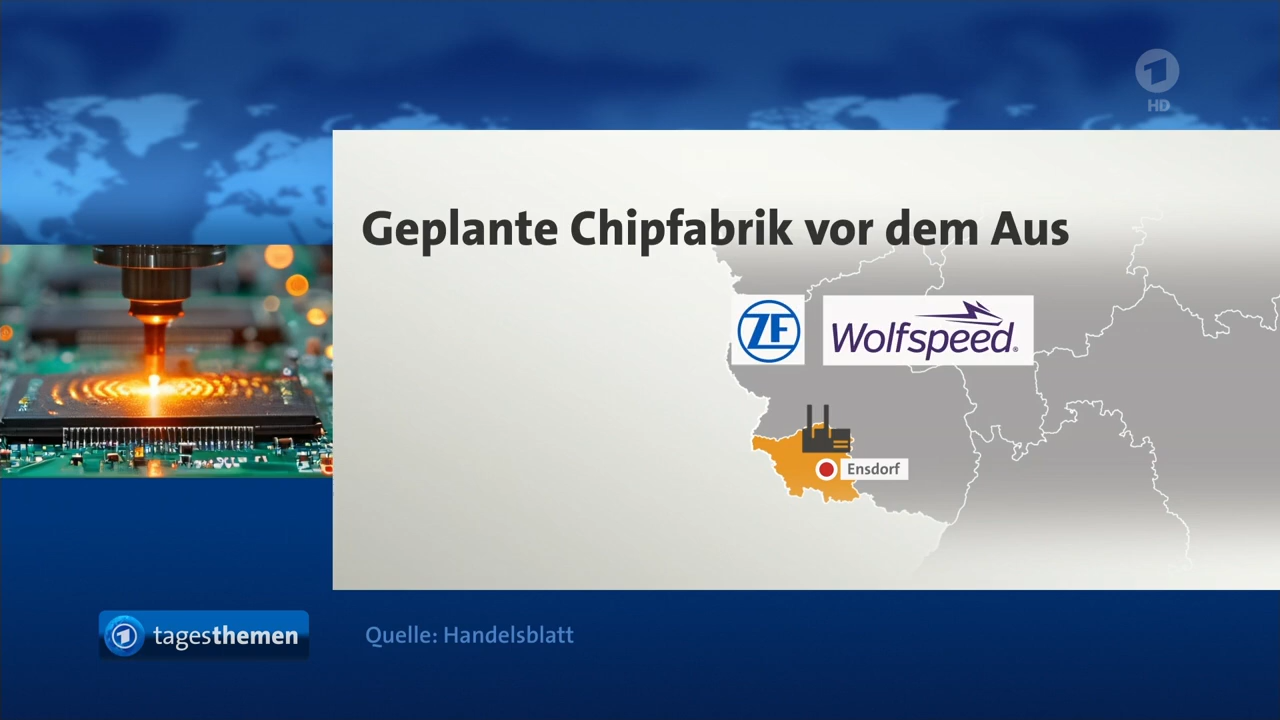 HD
Geplante Chipfabrik vor dem Aus
ZF
Wolfspeed
Ensdorf
tagesthemen
Quelle: Handelsblatt